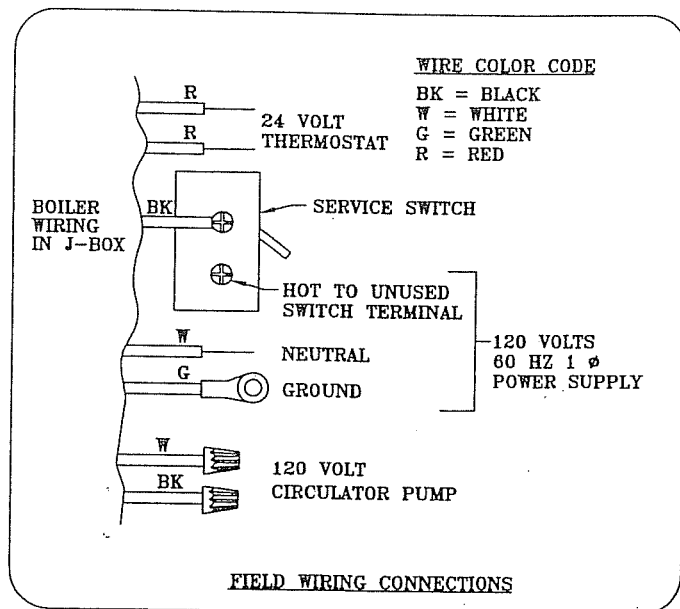 WIRE COLOR CODE
BK = BLACK
W = WHITE
G = GREEN
R = RED
R
R
24 VOLT
THERMOSTAT
BOILER
WIRING
IN J-BOX
BK
SERVICE SWITCH
HOT TO UNUSED
SWITCH TERMINAL
W
NEUTRAL
G
GROUND
120 VOLTS
60 HZ 1 ø
POWER SUPPLY
W
BK
120 VOLT
CIRCULATOR PUMP
FIELD WIRING CONNECTIONS